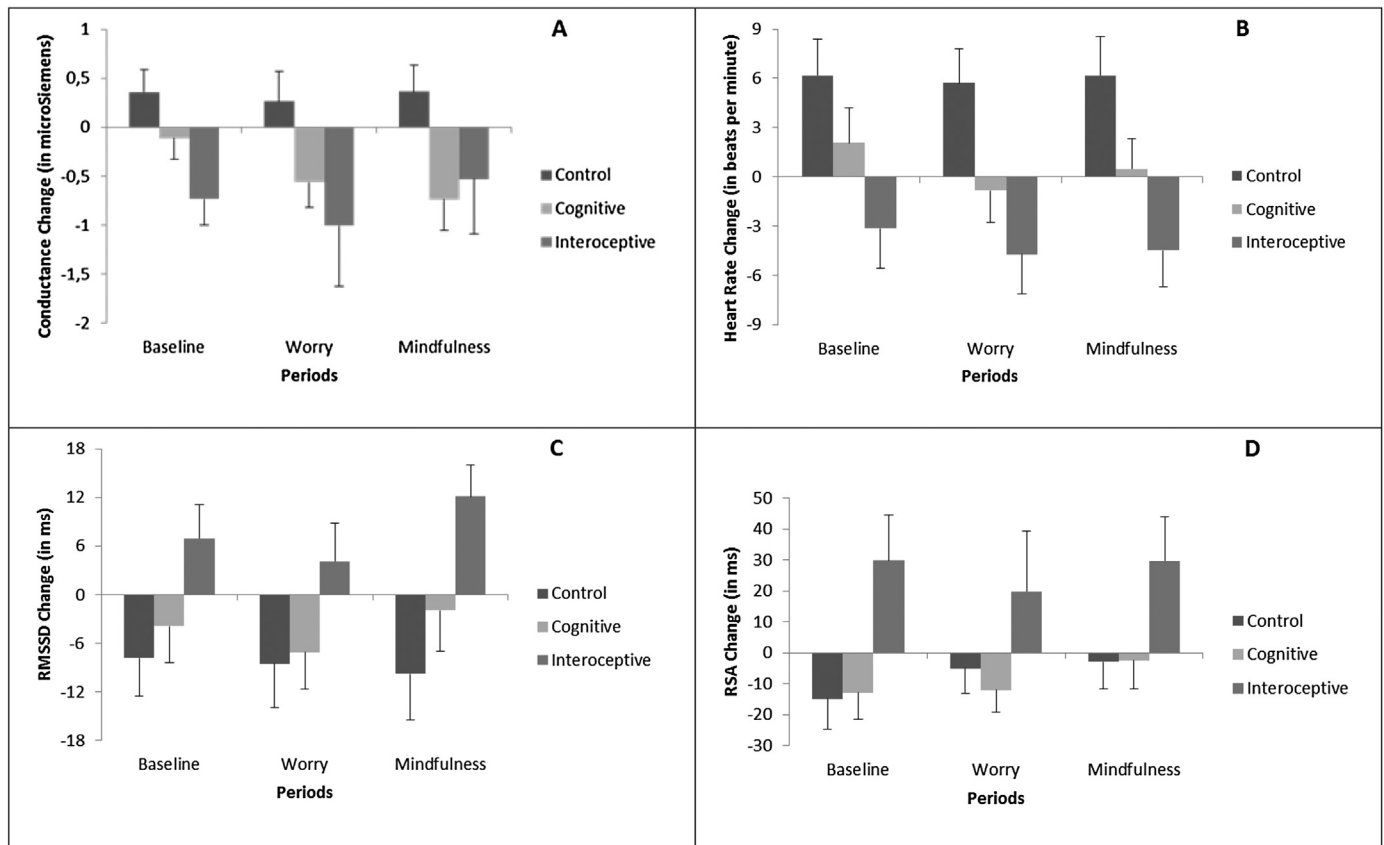 A
Conductance Change (in microSiemens)
1
0,5
0
-0,5
-1
-1,5
-2
Baseline Worry Mindfulness
Periods
Control
Cognitive
Interoceptive
B
Heart Rate Change (in beats per minute)
9
6
3
0
-3
-6
-9
Baseline Worry Mindfulness
Periods
Control
Cognitive
Interoceptive
C
RMSSD Change (in ms)
18
12
6
0
-6
-12
-18
Baseline Worry Mindfulness
Periods
Control
Cognitive
Interoceptive
D
RSA Change (in ms)
50
40
30
20
10
0
-10
-20
-30
Baseline Worry Mindfulness
Periods
Control
Cognitive
Interoceptive